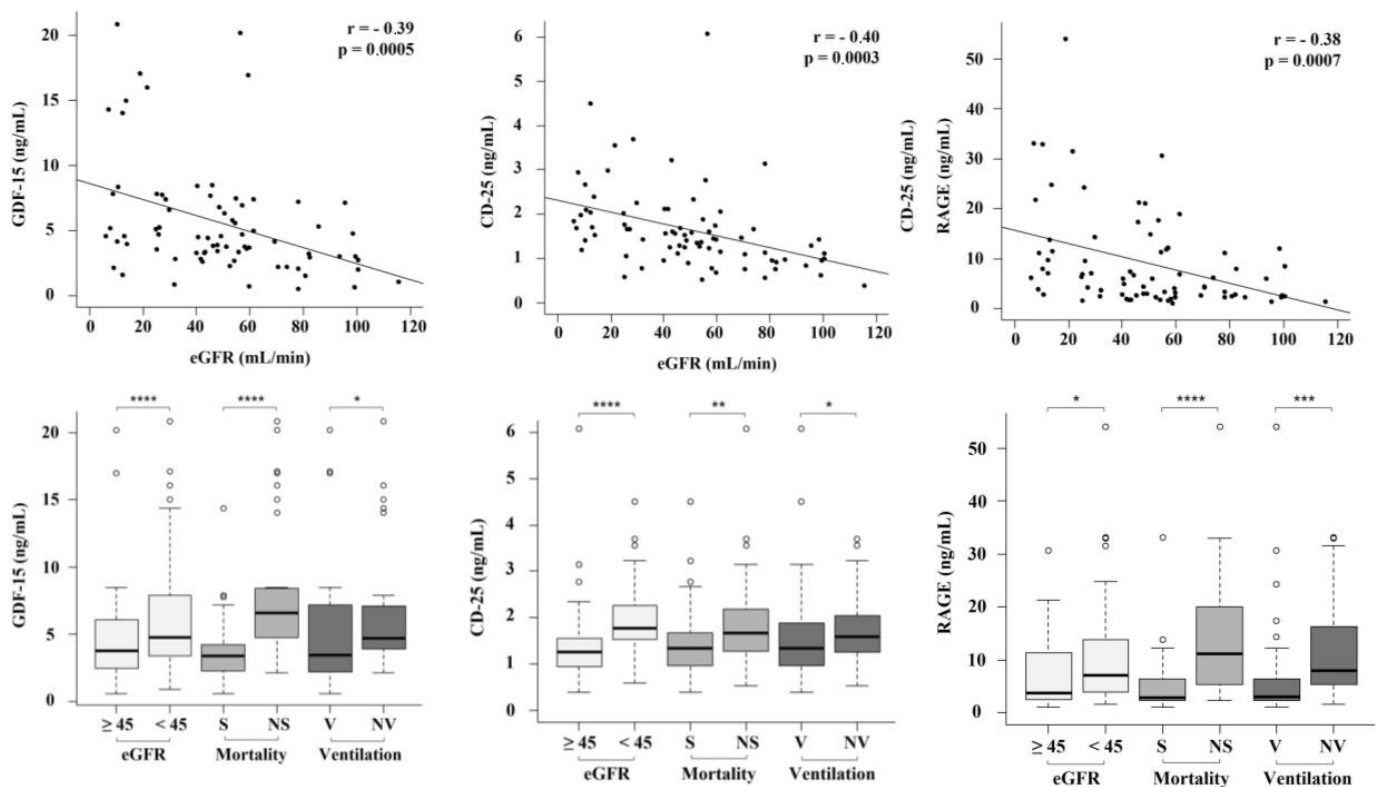 r = - 0.39
p = 0.0005
GDF-15 (ng/mL)
20
15
10
5
0
0 20 40 60 80 100 120
eGFR (mL/min)
r = - 0.40
p = 0.0003
CD-25 (ng/mL)
6
5
4
3
2
1
0
0 20 40 60 80 100 120
eGFR (mL/min)
r = - 0.38
p = 0.0007
CD-25 (ng/mL)
RAGE (ng/mL)
50
40
30
20
10
0
0 20 40 60 80 100 120
**** **** *
GDF-15 (ng/mL)
20
15
10
5
0
≥ 45 < 45 S NS V NV
eGFR Mortality Ventilation
**** ** *
CD-25 (ng/mL)
6
5
4
3
2
1
0
≥ 45 < 45 S NS V NV
eGFR Mortality Ventilation
* **** ***
RAGE (ng/mL)
50
40
30
20
10
0
≥ 45 < 45 S NS V NV
eGFR Mortality Ventilation